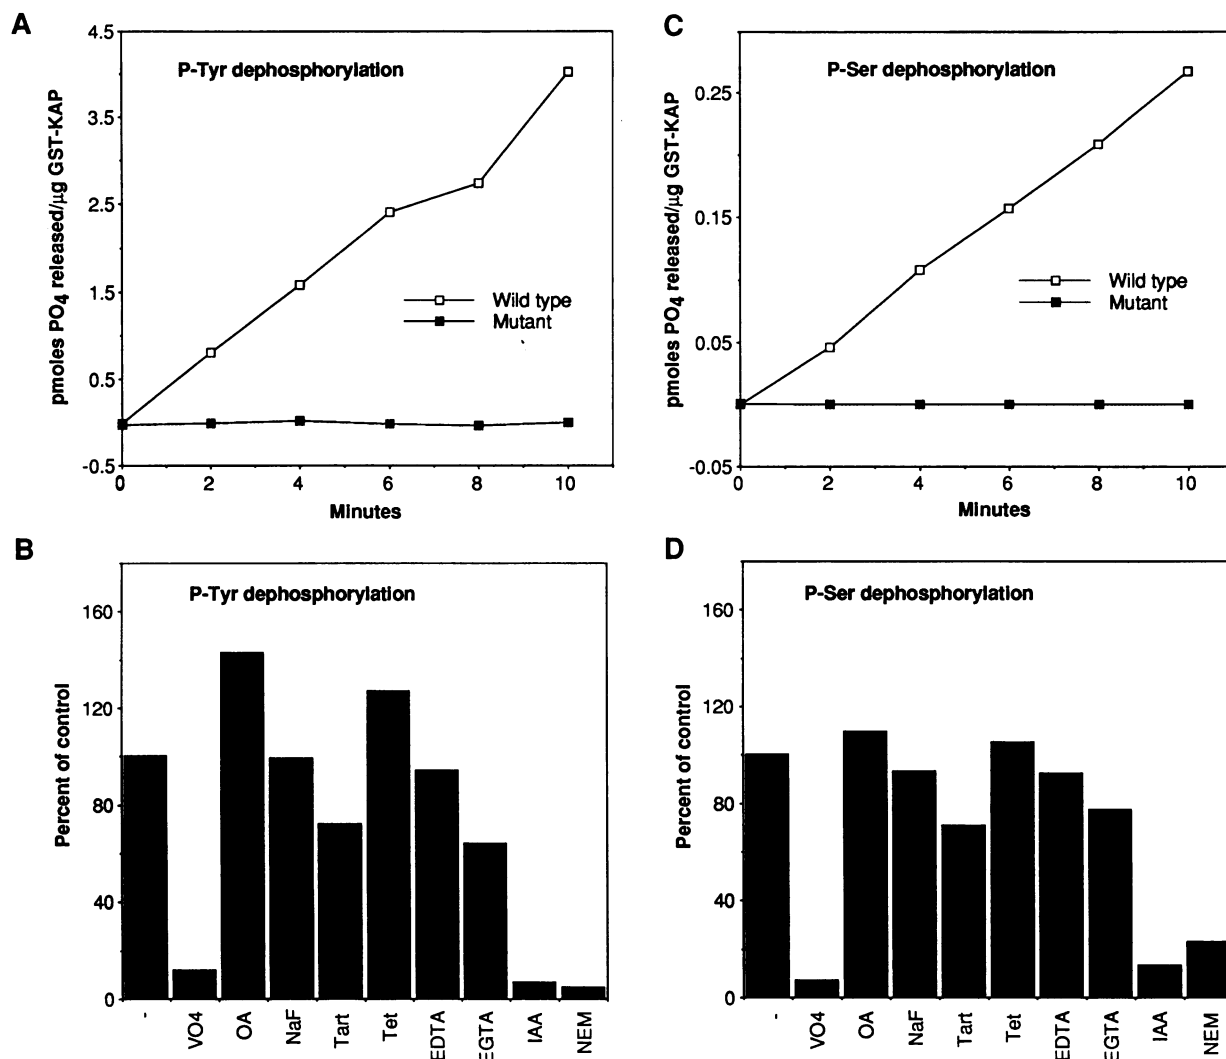 A
P-Tyr dephosphorylation
pmoles PO4 released/μg GST-KAP
4.5
3.5
2.5
1.5
0.5
-0.5
Wild type
Mutant
0 2 4 6 8 10
Minutes
C
P-Ser dephosphorylation
pmoles PO4 released/μg GST-KAP
0.25
0.15
0.05
-0.05
Wild type
Mutant
0 2 4 6 8 10
Minutes
B
P-Tyr dephosphorylation
Percent of control
160
120
80
40
0
- VO4 OA NaF Tart Tet EDTA EGTA IAA NEM
D
P-Ser dephosphorylation
Percent of control
160
120
80
40
0
- VO4 OA NaF Tart Tet EDTA EGTA IAA NEM